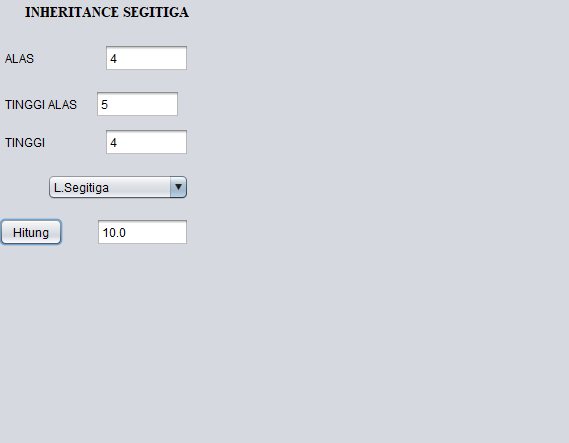 INHERITANCE SEGITIGA
ALAS 4
TINGGI ALAS 5
TINGGI 4
L.Segitiga
Hitung 10.0